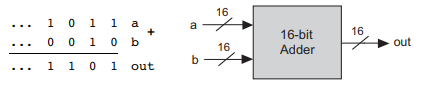 ... 1 0 1 1 a +
... 0 0 1 0 b
... 1 1 0 1 out
a 16
b 16
16-bit
Adder
16 out